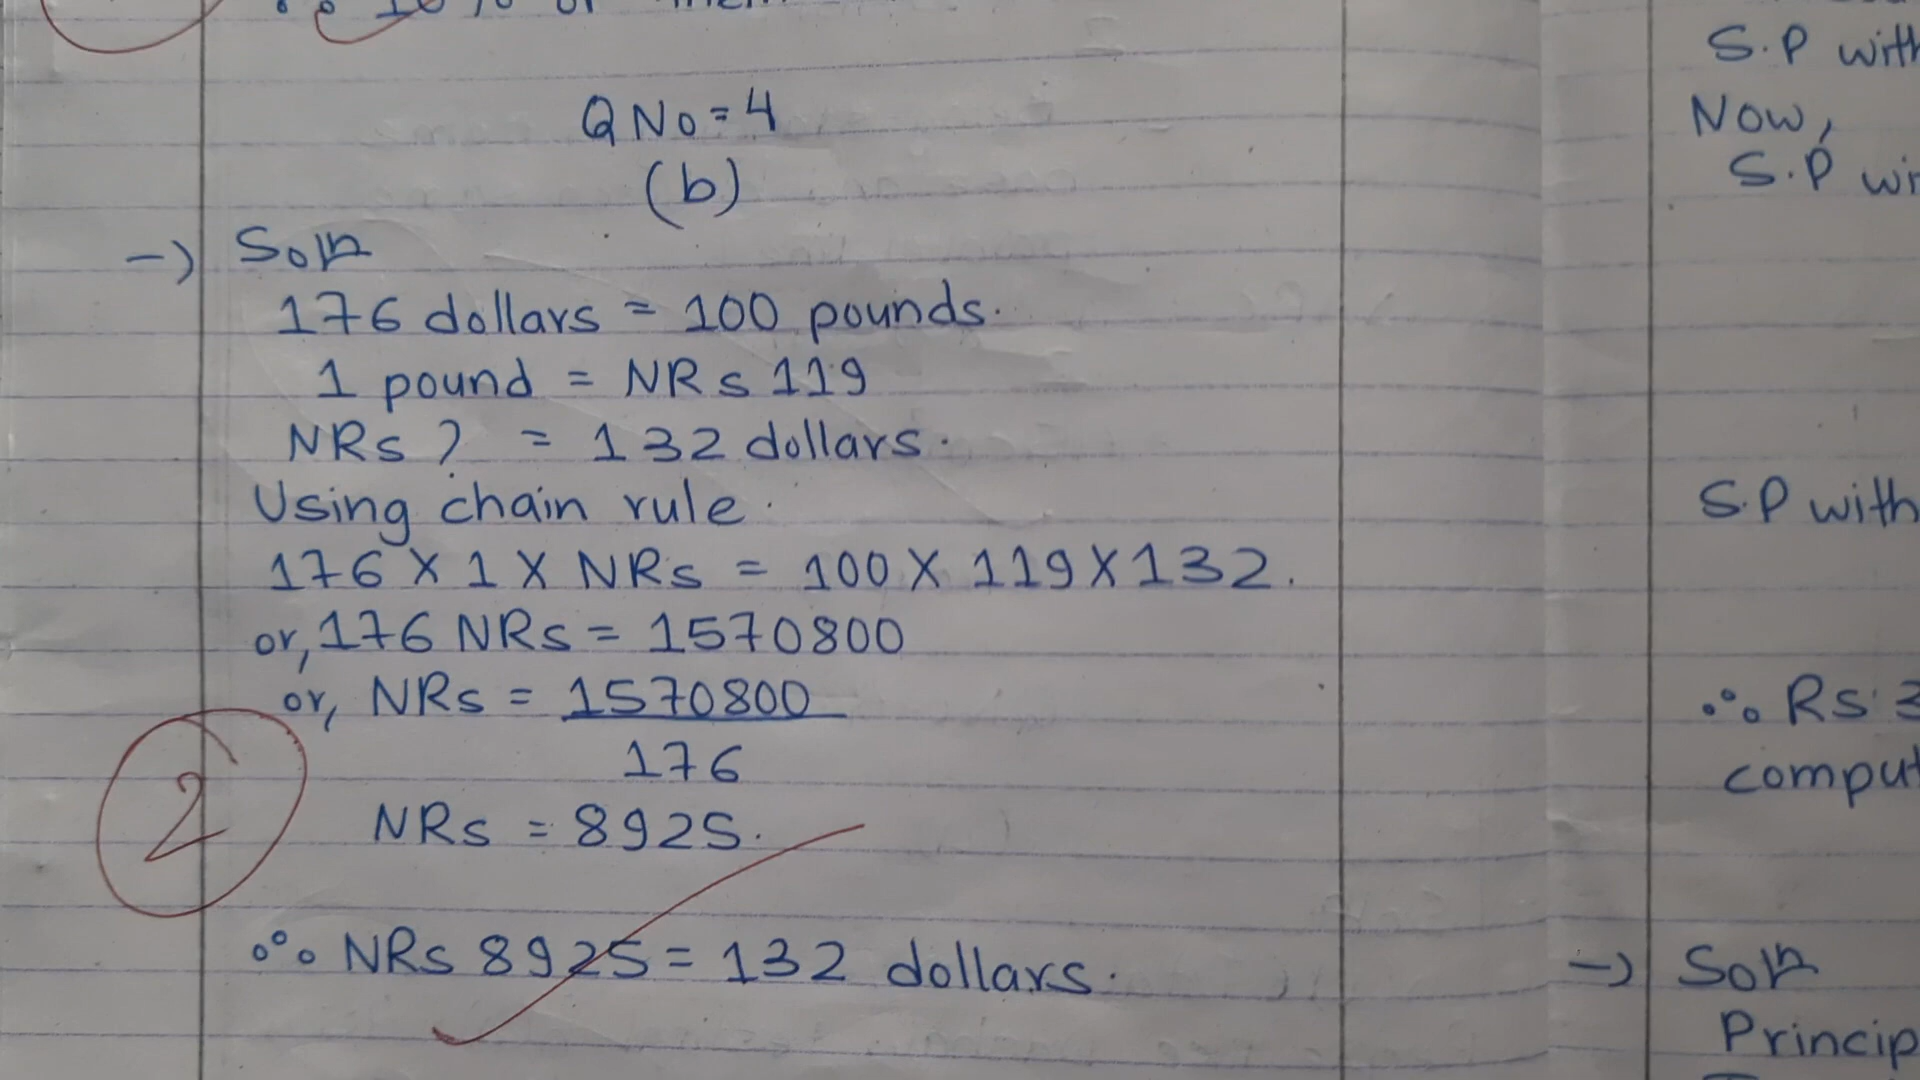 QNo=4
(b)
-> Soln
176 dollars = 100 pounds.
1 pound = NRs 119
NRs ? = 132 dollars.
Using chain rule.
176 X 1 X NRs = 100 X 119 X 132.
or, 176 NRs = 1570800
or, NRs = 1570800
176
NRs = 8925.
2
∴ NRs 8925 = 132 dollars.
S.P with
Now,
S.P wi
S.P with
∴ Rs 3
comput
-> Soln
Princip